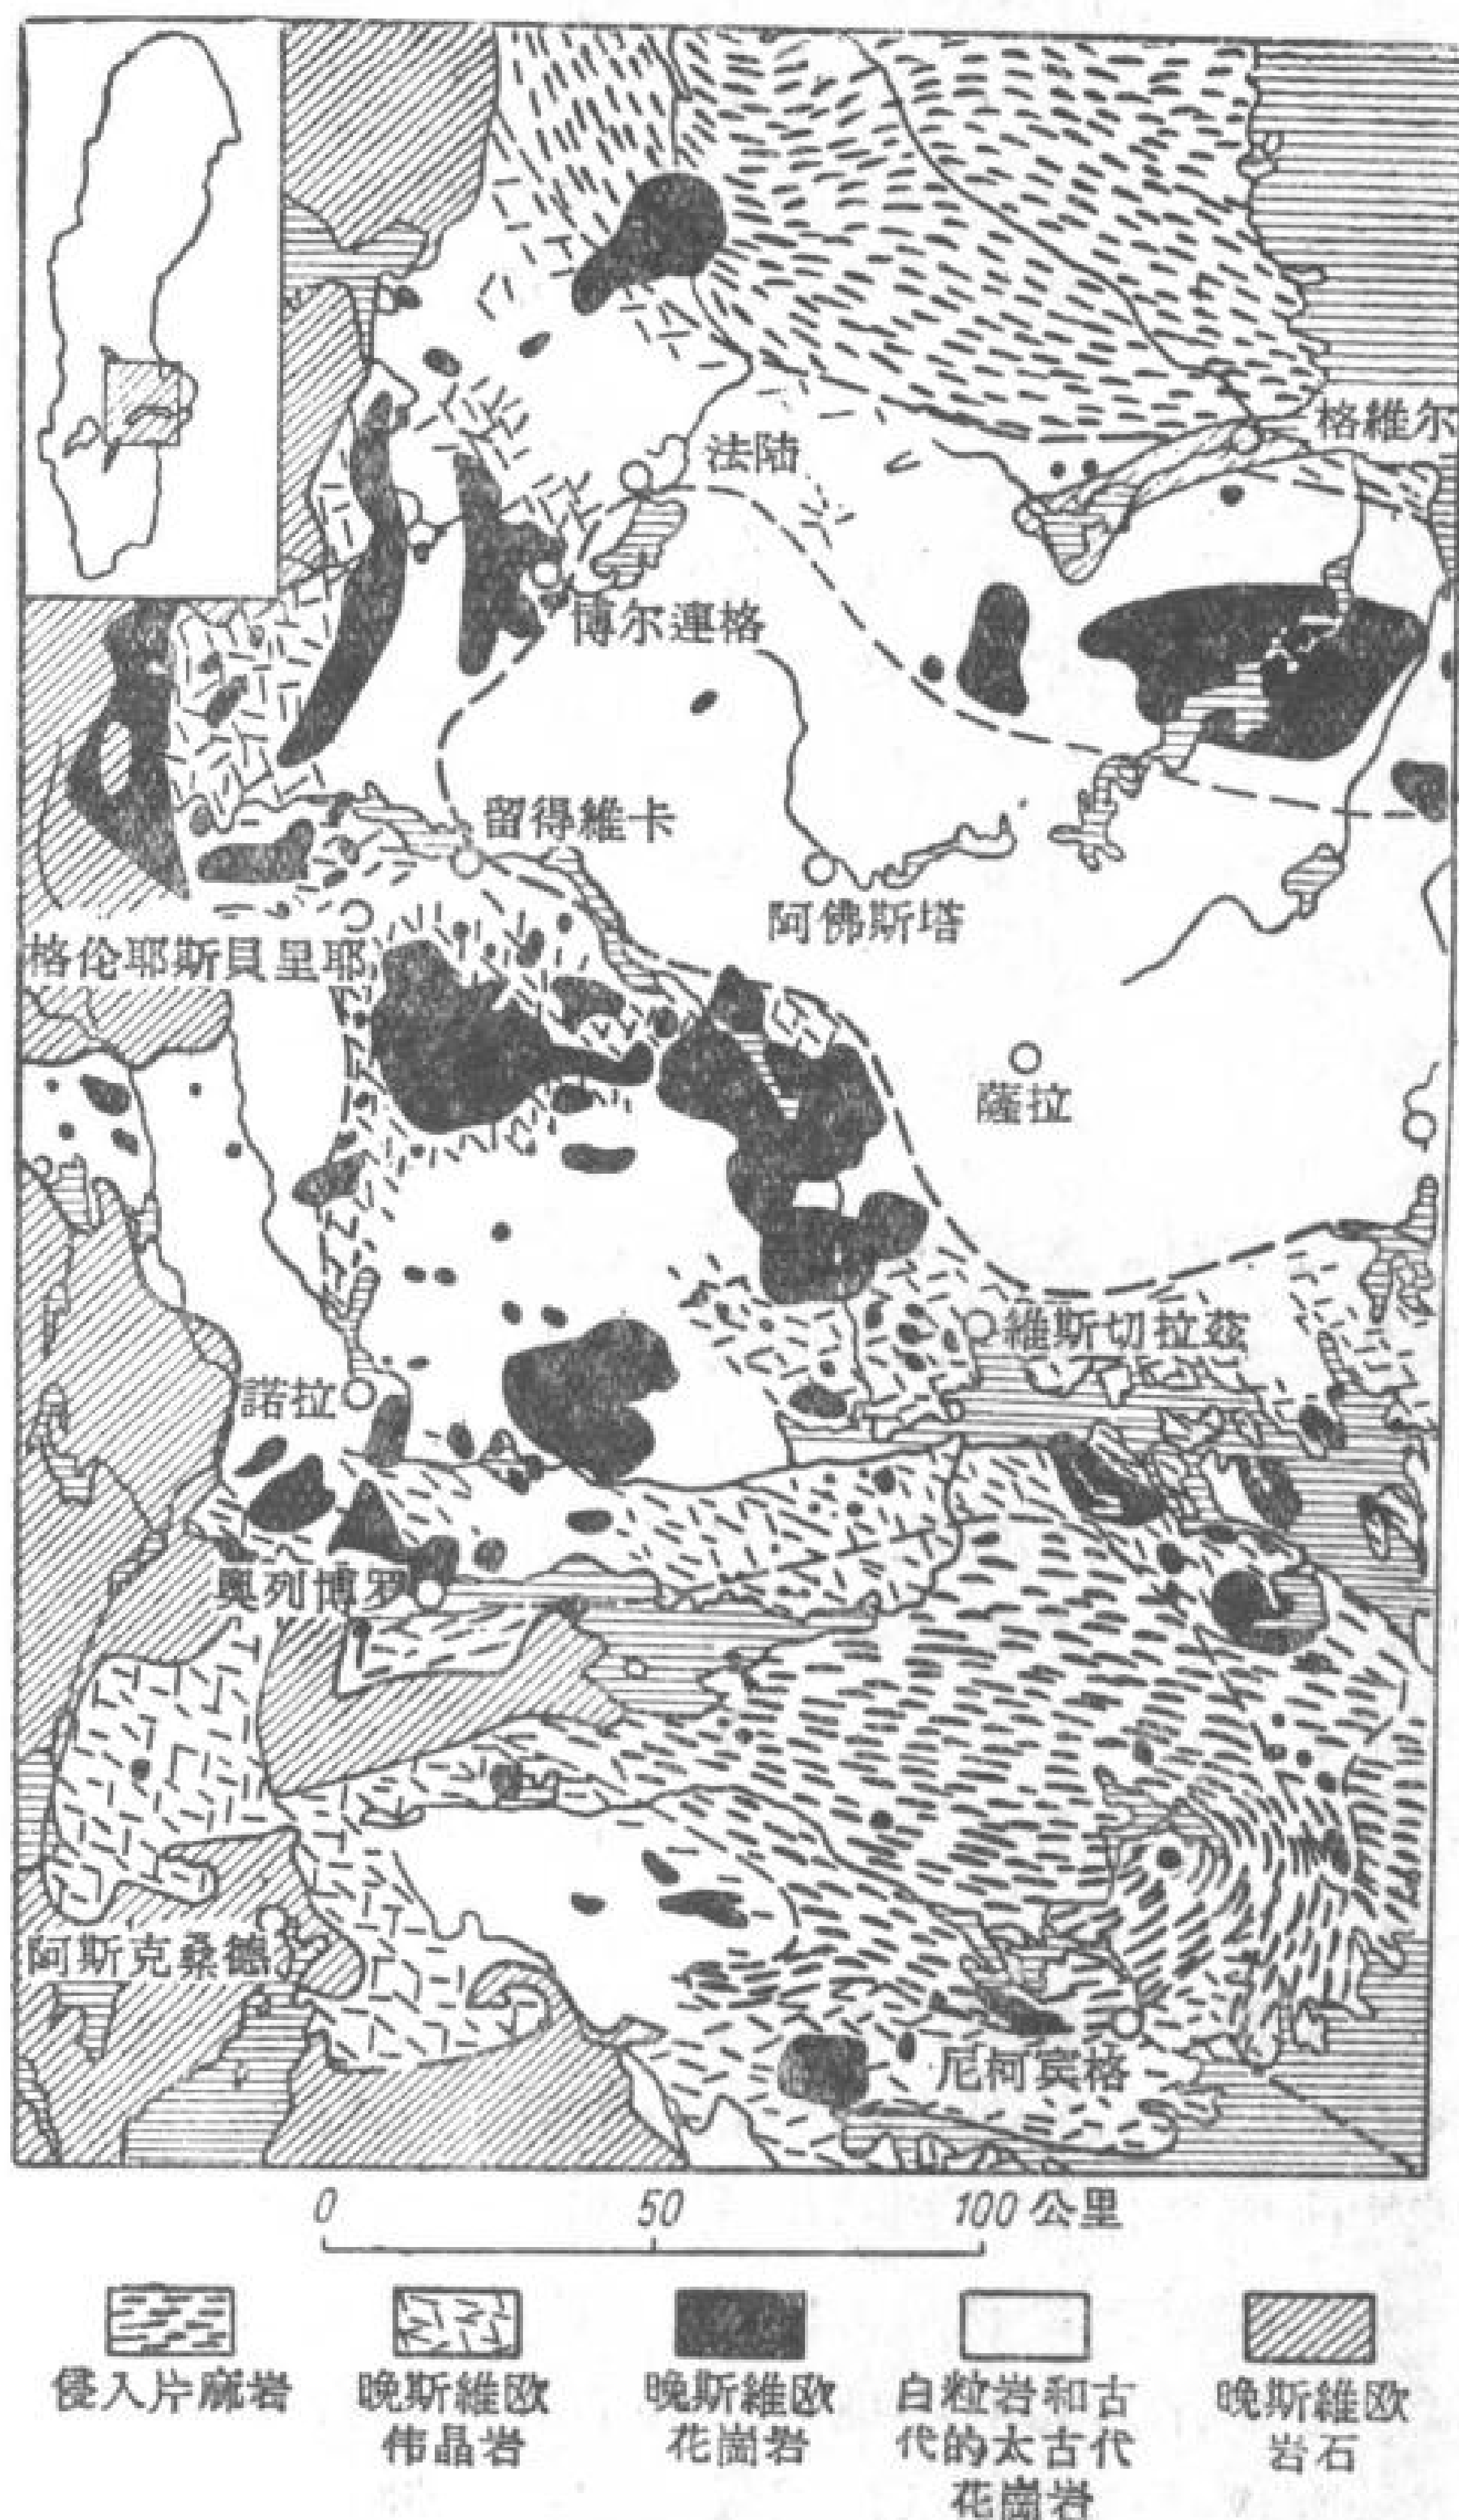 格維尔
法陆
博尔連格
留得維卡
阿佛斯塔
格伦耶斯貝里耶
薩拉
維斯切拉兹
諾拉
奥列博罗
阿斯克桑德
尼柯宾格
0 50 100 公里
侵入片麻岩
晚斯維欧
伟晶岩
晚斯維欧
花崗岩
白粒岩和古
代的太古代
花崗岩
晚斯維欧
岩石